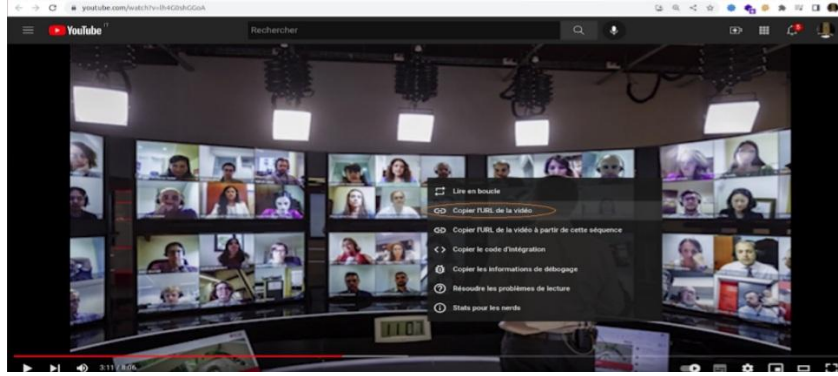 youtube.com/watch?v=lh4G0shGGoA
YouTube
Rechercher
Lire en boucle
Copier l'URL de la vidéo
Copier l'URL de la vidéo à partir de cette séquence
Copier le code d'intégration
Copier les informations de débogage
Résoudre les problèmes de lecture
Stats pour les nerds
3:11 / 8:06